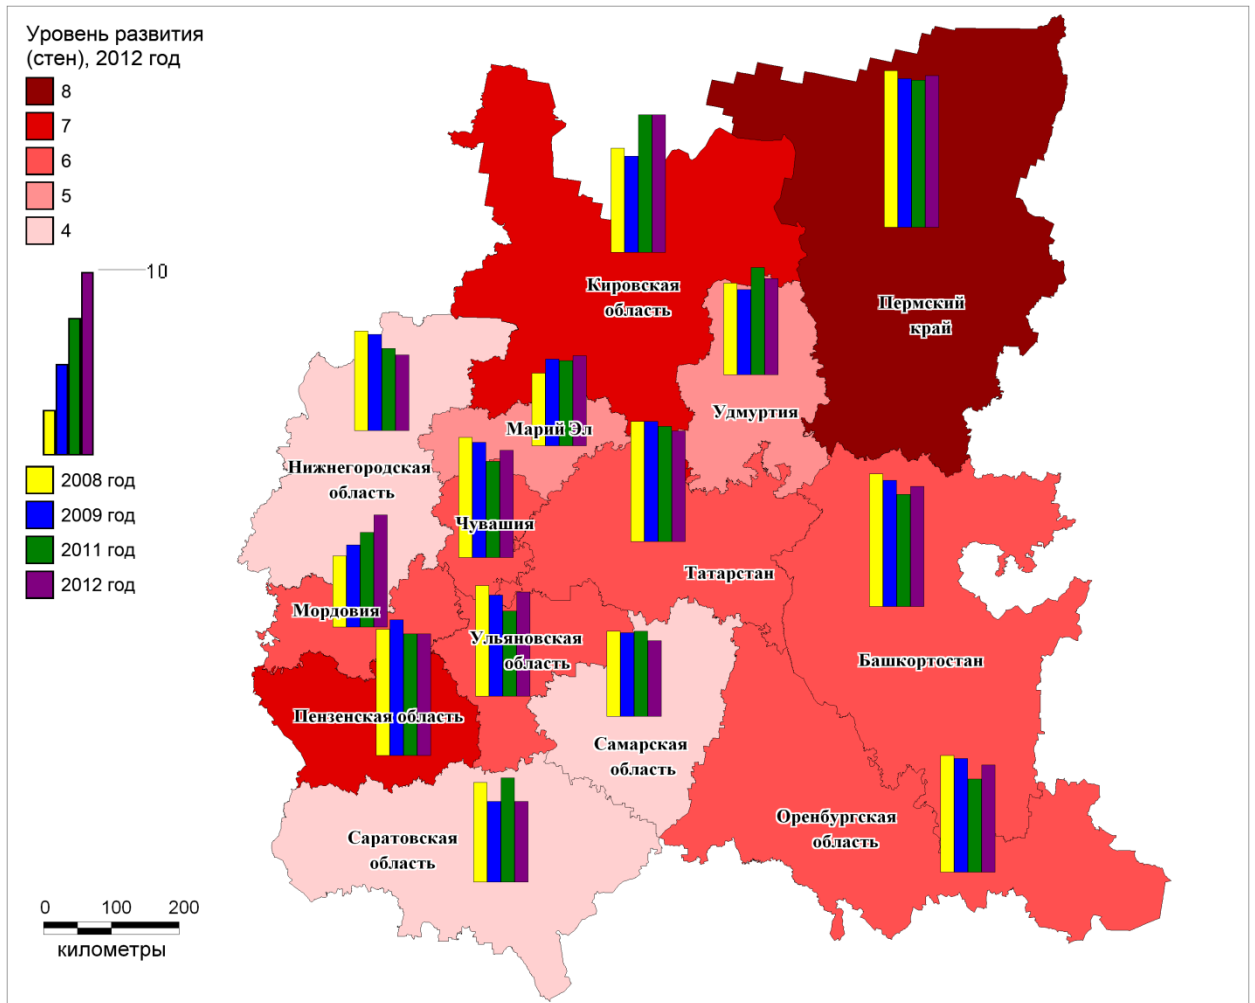 Уровень развития
(стен), 2012 год
8
7
6
5
4
10
2008 год
2009 год
2011 год
2012 год
Кировская
область
Пермский
край
Удмуртия
Марий Эл
Нижнегородская
область
Чувашия
Татарстан
Мордовия
Ульяновская
область
Башкортостан
Пензенская область
Самарская
область
Оренбургская
область
Саратовская
область
0 100 200
километры